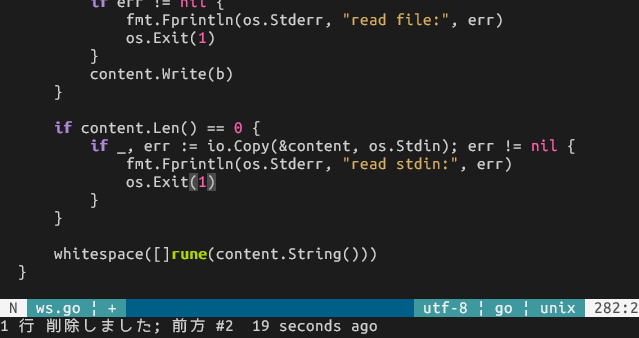 if err != nil {
fmt.Fprintln(os.Stderr, "read file:", err)
os.Exit(1)
}
content.Write(b)
}
if content.Len() == 0 {
if _, err := io.Copy(&content, os.Stdin); err != nil {
fmt.Fprintln(os.Stderr, "read stdin:", err)
os.Exit(1)
}
}
whitespace([]rune(content.String()))
}
N ws.go ¦ + utf-8 ¦ go ¦ unix 282:2
1 行 削除しました; 前方 #2 19 seconds ago